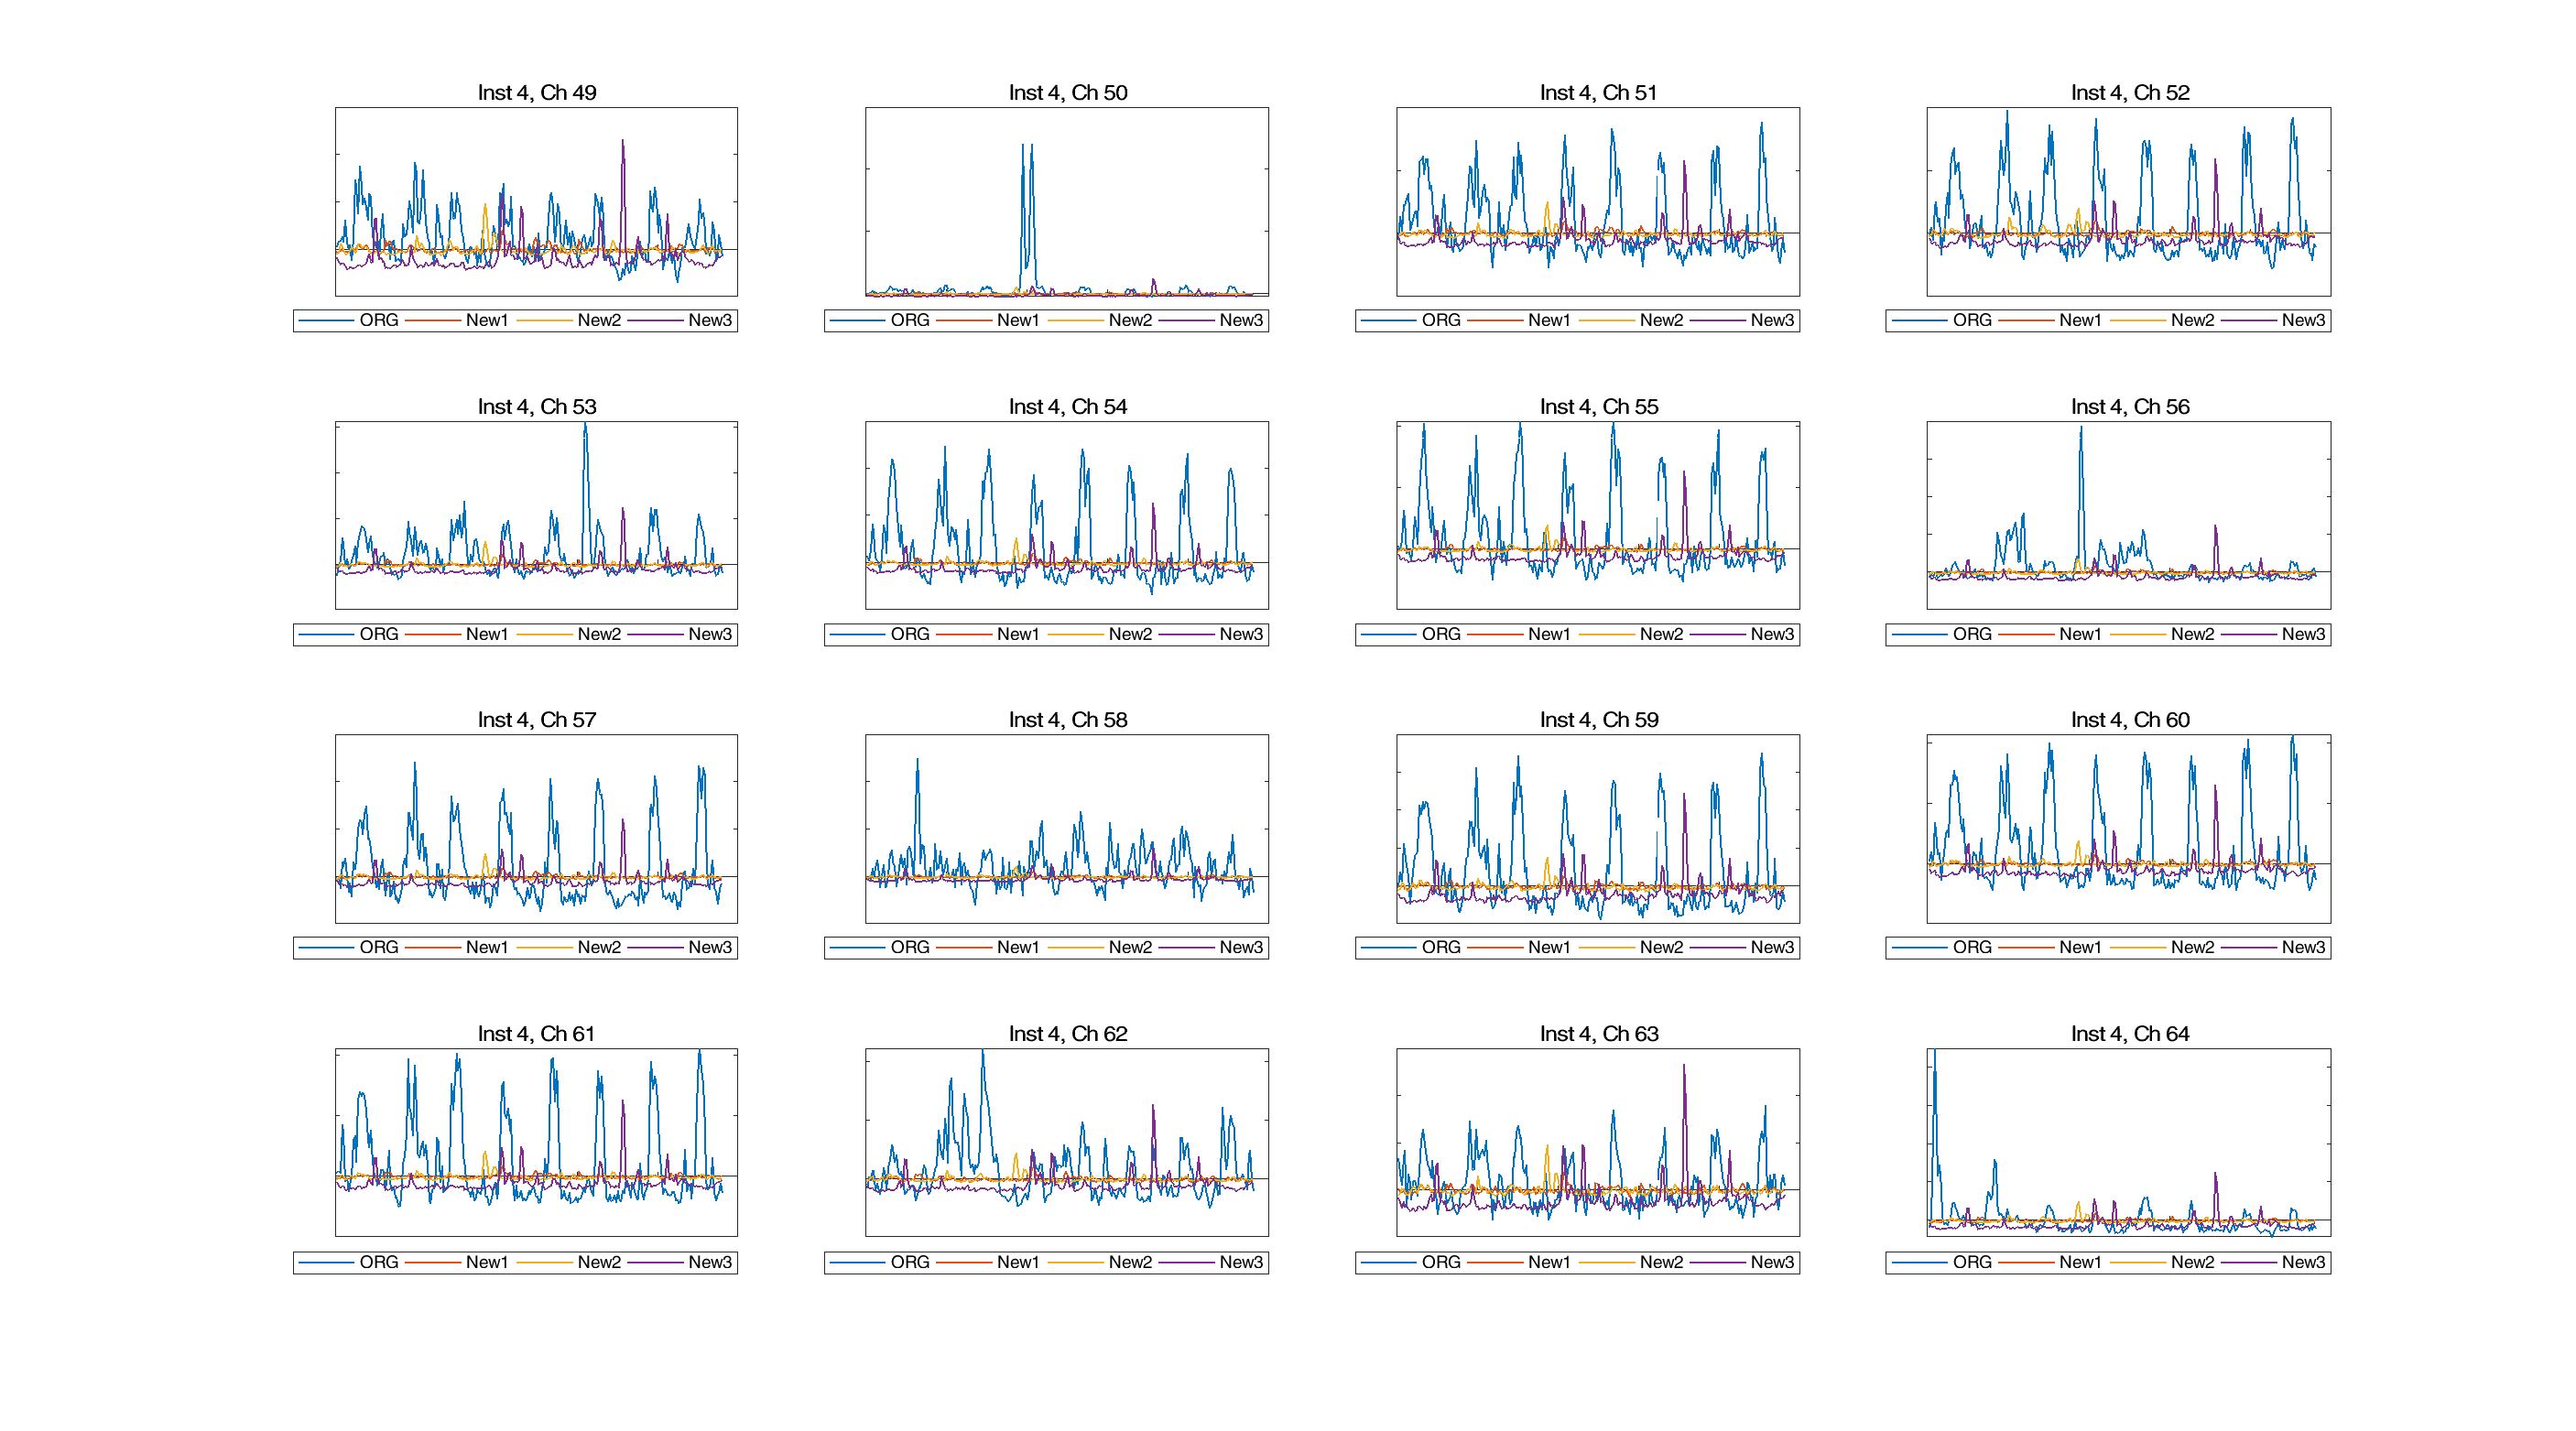 Inst 4, Ch 49
Inst 4, Ch 50
Inst 4, Ch 51
Inst 4, Ch 52
ORG New1 New2 New3
ORG New1 New2 New3
ORG New1 New2 New3
ORG New1 New2 New3
Inst 4, Ch 53
Inst 4, Ch 54
Inst 4, Ch 55
Inst 4, Ch 56
ORG New1 New2 New3
ORG New1 New2 New3
ORG New1 New2 New3
ORG New1 New2 New3
Inst 4, Ch 57
Inst 4, Ch 58
Inst 4, Ch 59
Inst 4, Ch 60
ORG New1 New2 New3
ORG New1 New2 New3
ORG New1 New2 New3
ORG New1 New2 New3
Inst 4, Ch 61
Inst 4, Ch 62
Inst 4, Ch 63
Inst 4, Ch 64
ORG New1 New2 New3
ORG New1 New2 New3
ORG New1 New2 New3
ORG New1 New2 New3